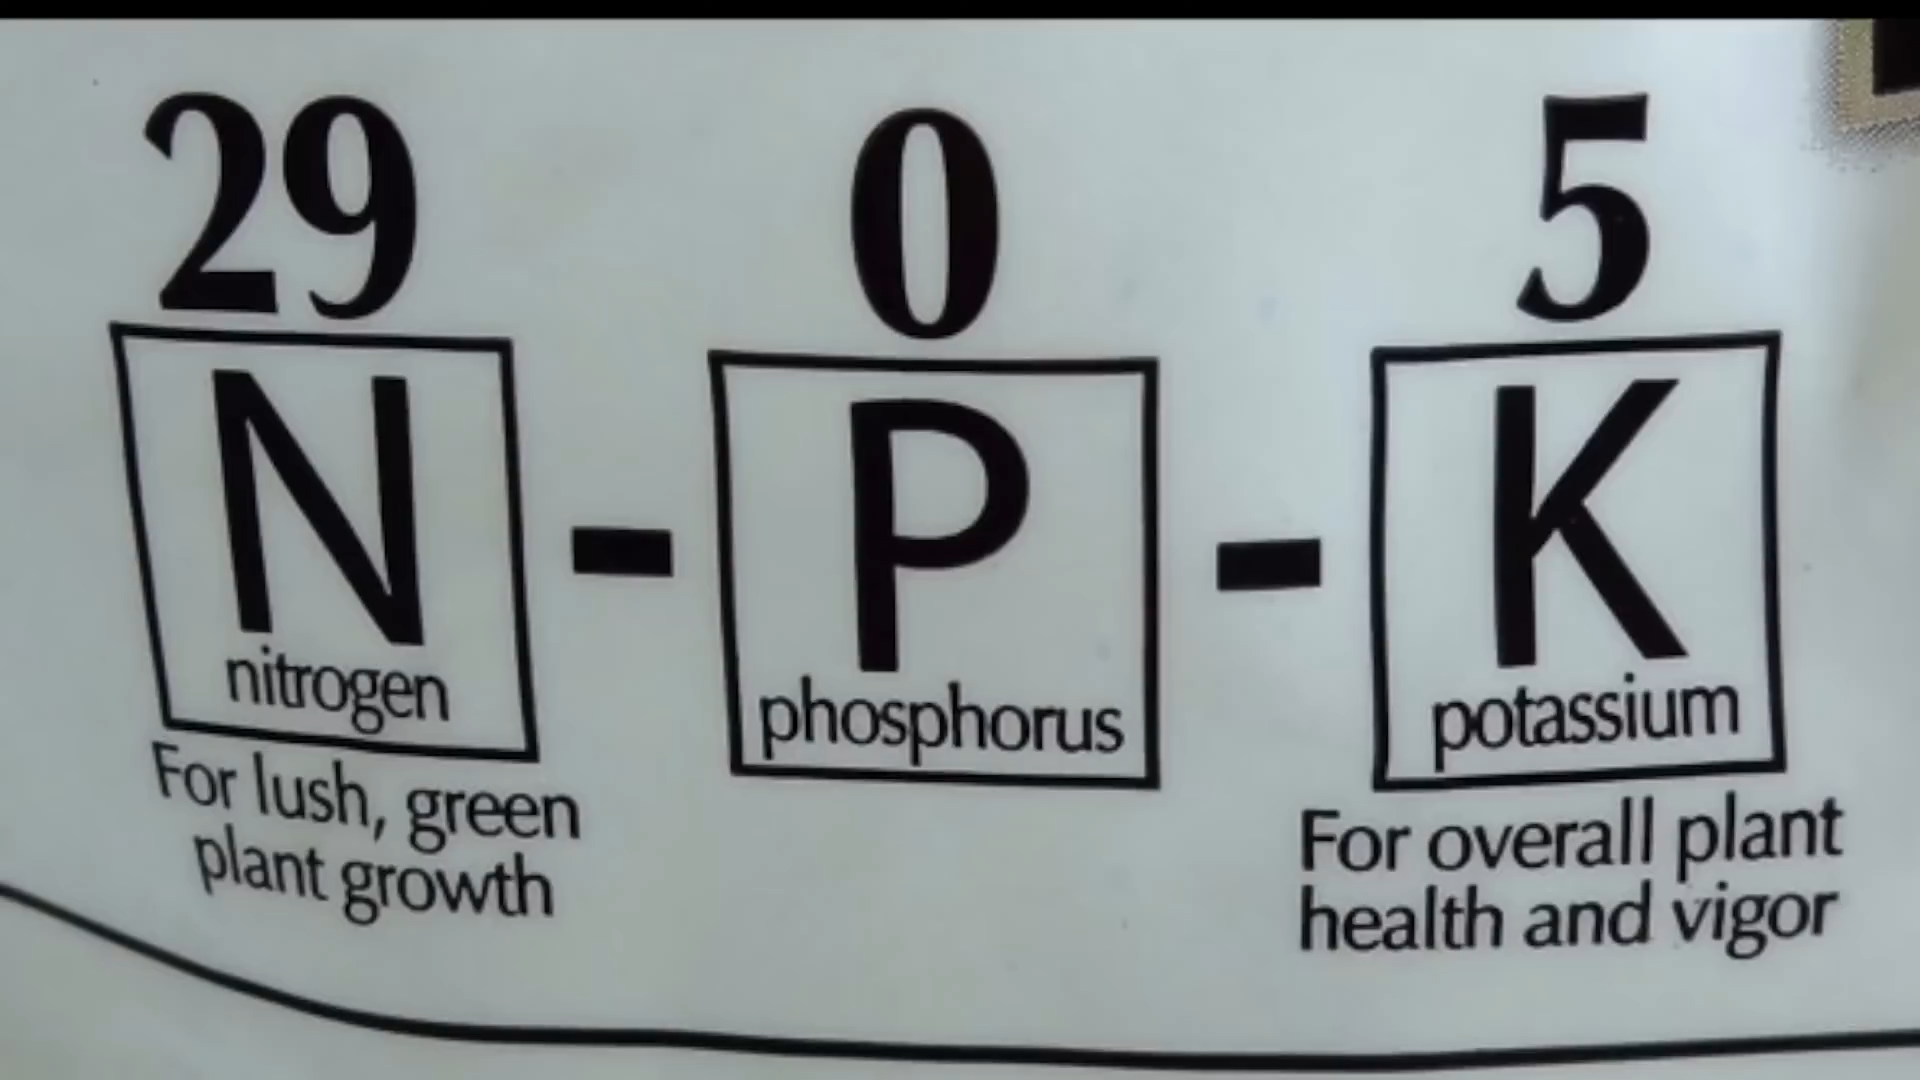 29 0 5
N - P - K
nitrogen phosphorus potassium
For lush, green
plant growth
For overall plant
health and vigor